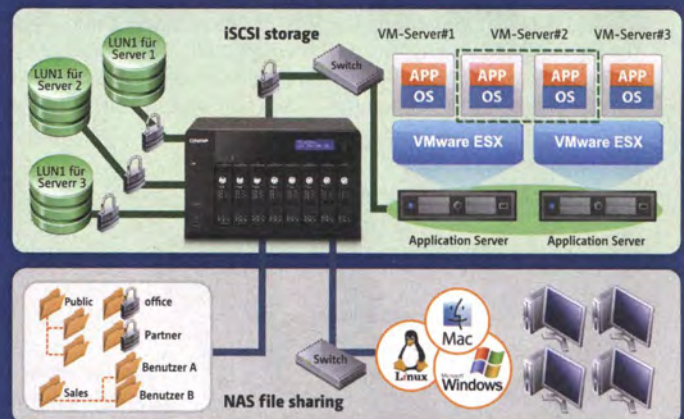 iSCSI storage
VM-Server#1
VM-Server#2
VM-Server#3
LUN1 für
Server 1
LUN1 für
Server 2
LUN1 für
Serverr 3
Switch
APP
OS
APP
OS
APP
OS
APP
OS
VMware ESX
VMware ESX
Application Server
Application Server
Public
office
Partner
Benutzer A
Sales
Benutzer B
Switch
NAS file sharing
Linux
Mac
Microsoft
Windows